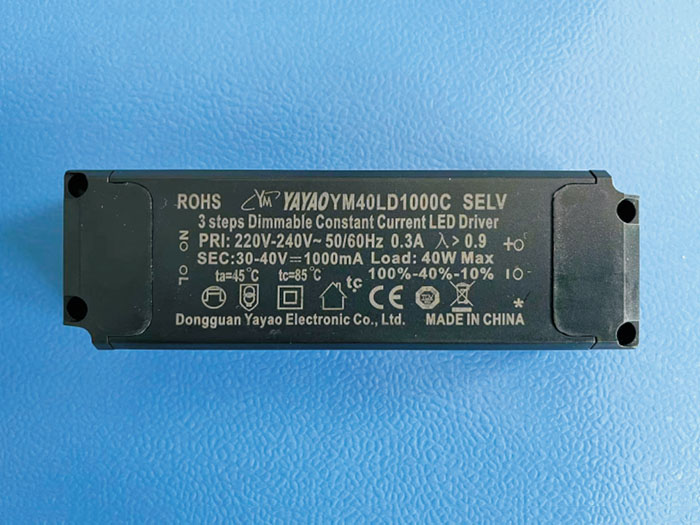 ROHS YM YAYAO YM40LD1000C SELV
3 steps Dimmable Constant Current LED Driver
PRI: 220V-240V~ 50/60Hz 0.3A λ>0.9
SEC:30-40V⎓1000mA Load: 40W Max
ta=45℃ tc=85℃ 100%-40%-10%
tc CE
Dongguan Yayao Electronic Co., Ltd. MADE IN CHINA
N
L
+
-
*